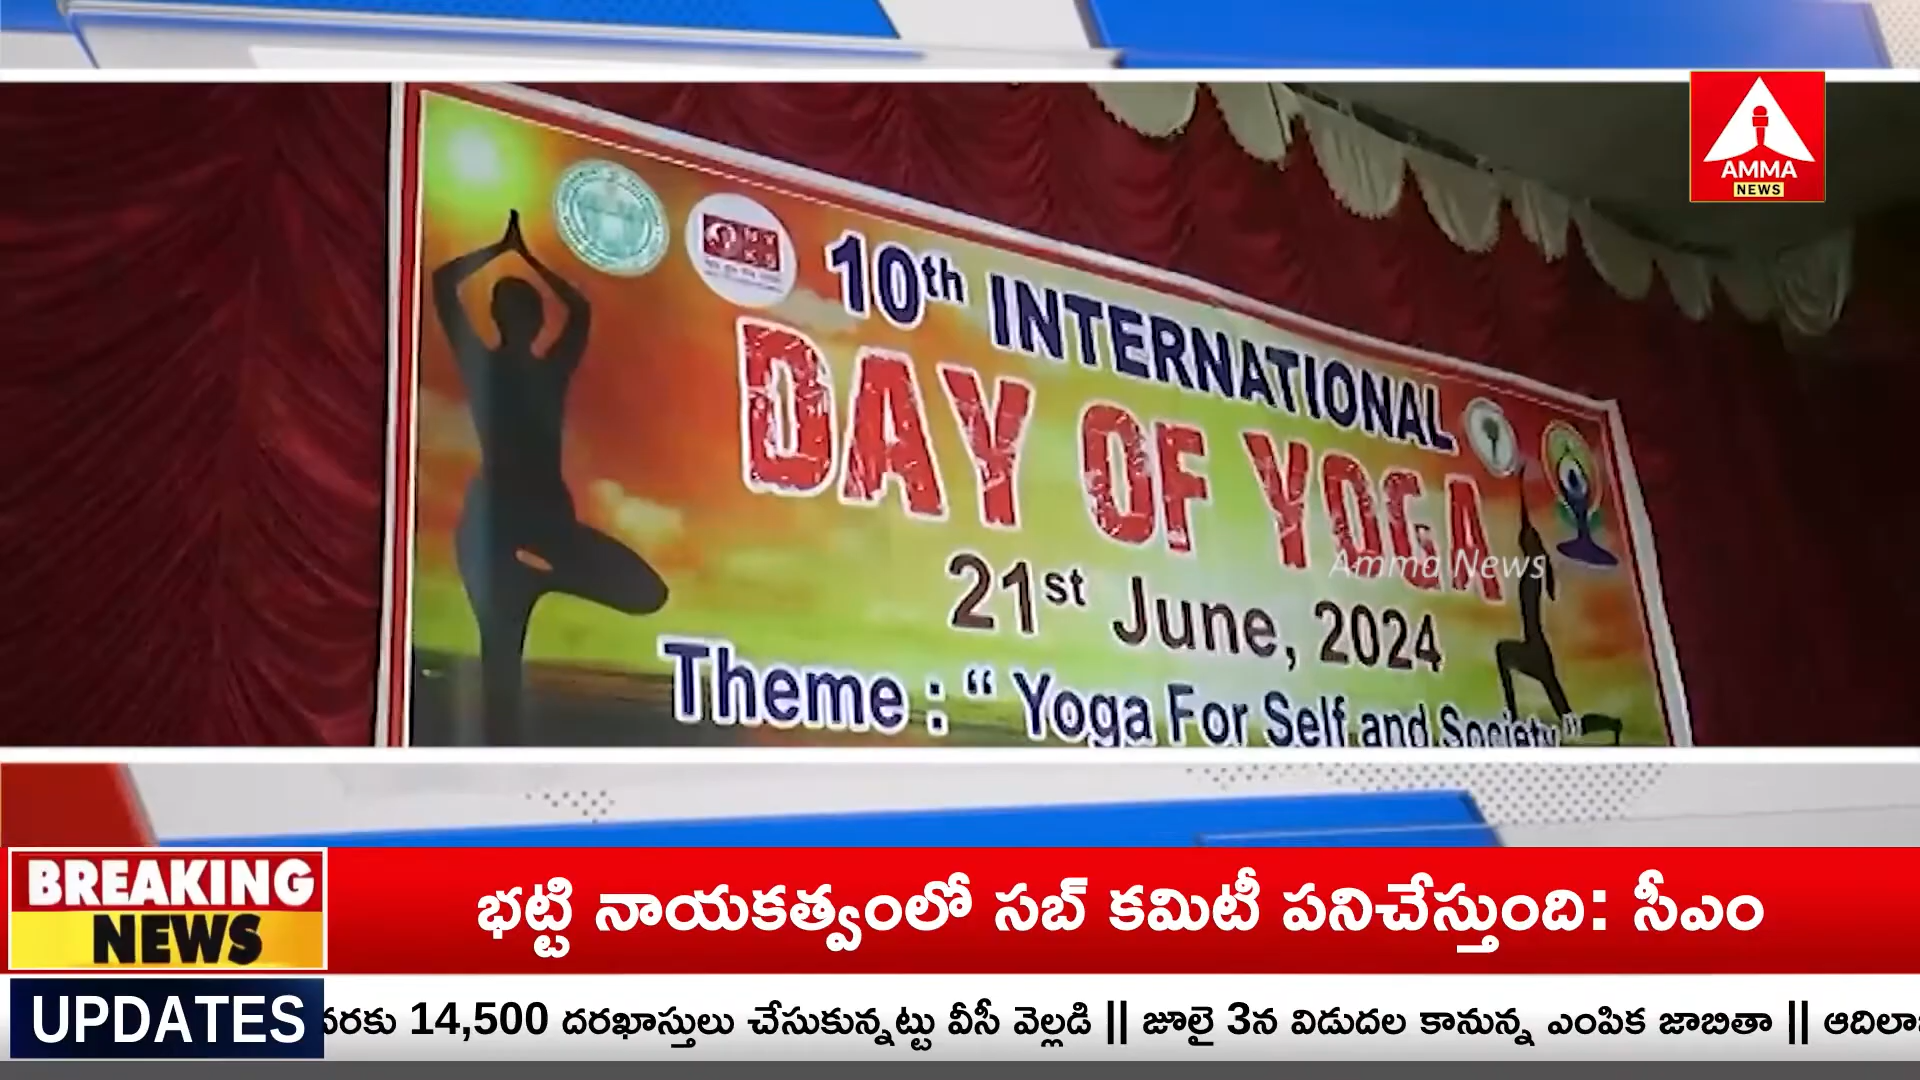 AMMA
NEWS
10th INTERNATIONAL
DAY OF YOGA
Amma News
21st June, 2024
Theme : “ Yoga For Self and Society”
BREAKING
NEWS
భట్టి నాయకత్వంలో సబ్ కమిటీ పనిచేస్తుంది: సీఎం
UPDATES
వరకు 14,500 దరఖాస్తులు చేసుకున్నట్టు వీసీ వెల్లడి || జూలై 3న విడుదల కానున్న ఎంపిక జాబితా ||